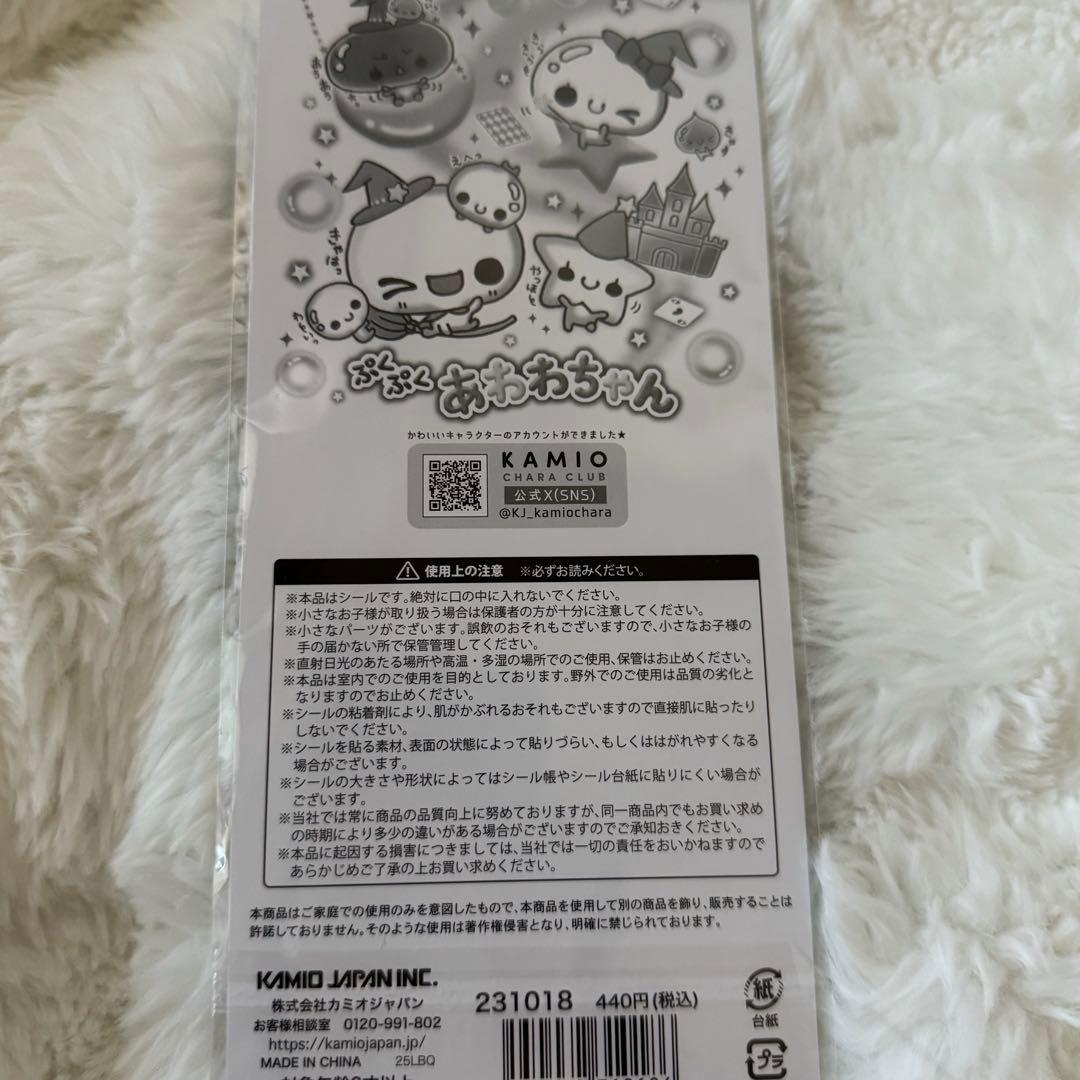 えへっ
きゃぁっ
やっほぅ
ぷくぷく
あわわちゃん
かわいいキャラクターのアカウントができました★
KAMIO
CHARA CLUB
公式X(SNS)
@KJ_kamiochara
使用上の注意 ※必ずお読みください。
※本品はシールです。絶対に口の中に入れないでください。
※小さなお子様が取り扱う場合は保護者の方が十分に注意してください。
※小さなパーツがございます。誤飲のおそれもございますので、小さなお子様の
手の届かない所で保管管理してください。
※直射日光のあたる場所や高温・多湿の場所でのご使用、保管はお止めください。
※本品は室内でのご使用を目的としております。野外でのご使用は品質の劣化と
なりますのでお止めください。
※シールの粘着剤により、肌がかぶれるおそれもございますので直接肌に貼ったり
しないでください。
※シールを貼る素材、表面の状態によって貼りづらい、もしくははがれやすくなる
場合がございます。
※シールの大きさや形状によってはシール帳やシール台紙に貼りにくい場合が
ございます。
※当社では常に商品の品質向上に努めておりますが、同一商品内でもお買い求め
の時期により多少の違いがある場合がございますのでご承知おきください。
※本品に起因する損害につきましては、当社では一切の責任をおいかねますので
あらかじめご了承の上お買い求めください。
本商品はご家庭での使用のみを意図したもので、本商品を使用して別の商品を飾り、販売することは
許諾しておりません。そのような使用は著作権侵害となり、明確に禁じられております。
KAMIO JAPAN INC.
株式会社カミオジャパン
お客様相談室 0120-991-802
https://kamiojapan.jp/
MADE IN CHINA 25LBQ
231018 440円(税込)
紙
台紙
プラ